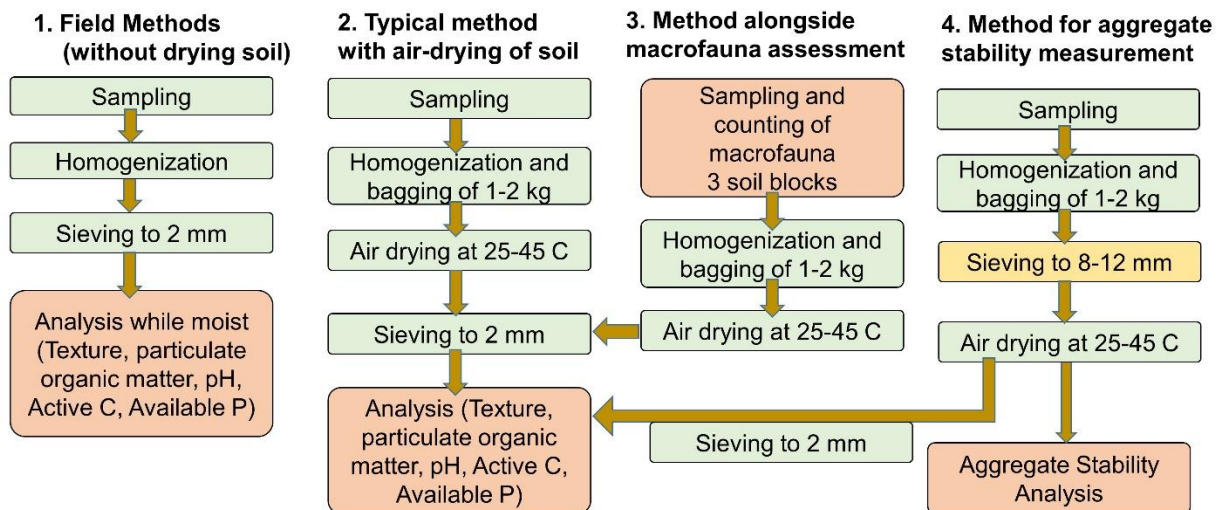 1. Field Methods
(without drying soil)
Sampling
Homogenization
Sieving to 2 mm
Analysis while moist
(Texture, particulate
organic matter, pH,
Active C, Available P)
2. Typical method
with air-drying of soil
Sampling
Homogenization and
bagging of 1-2 kg
Air drying at 25-45 C
Sieving to 2 mm
Analysis (Texture,
particulate organic
matter, pH, Active C,
Available P)
3. Method alongside
macrofauna assessment
Sampling and
counting of
macrofauna
3 soil blocks
Homogenization and
bagging of 1-2 kg
Air drying at 25-45 C
Sieving to 2 mm
4. Method for aggregate
stability measurement
Sampling
Homogenization and
bagging of 1-2 kg
Sieving to 8-12 mm
Air drying at 25-45 C
Aggregate Stability
Analysis